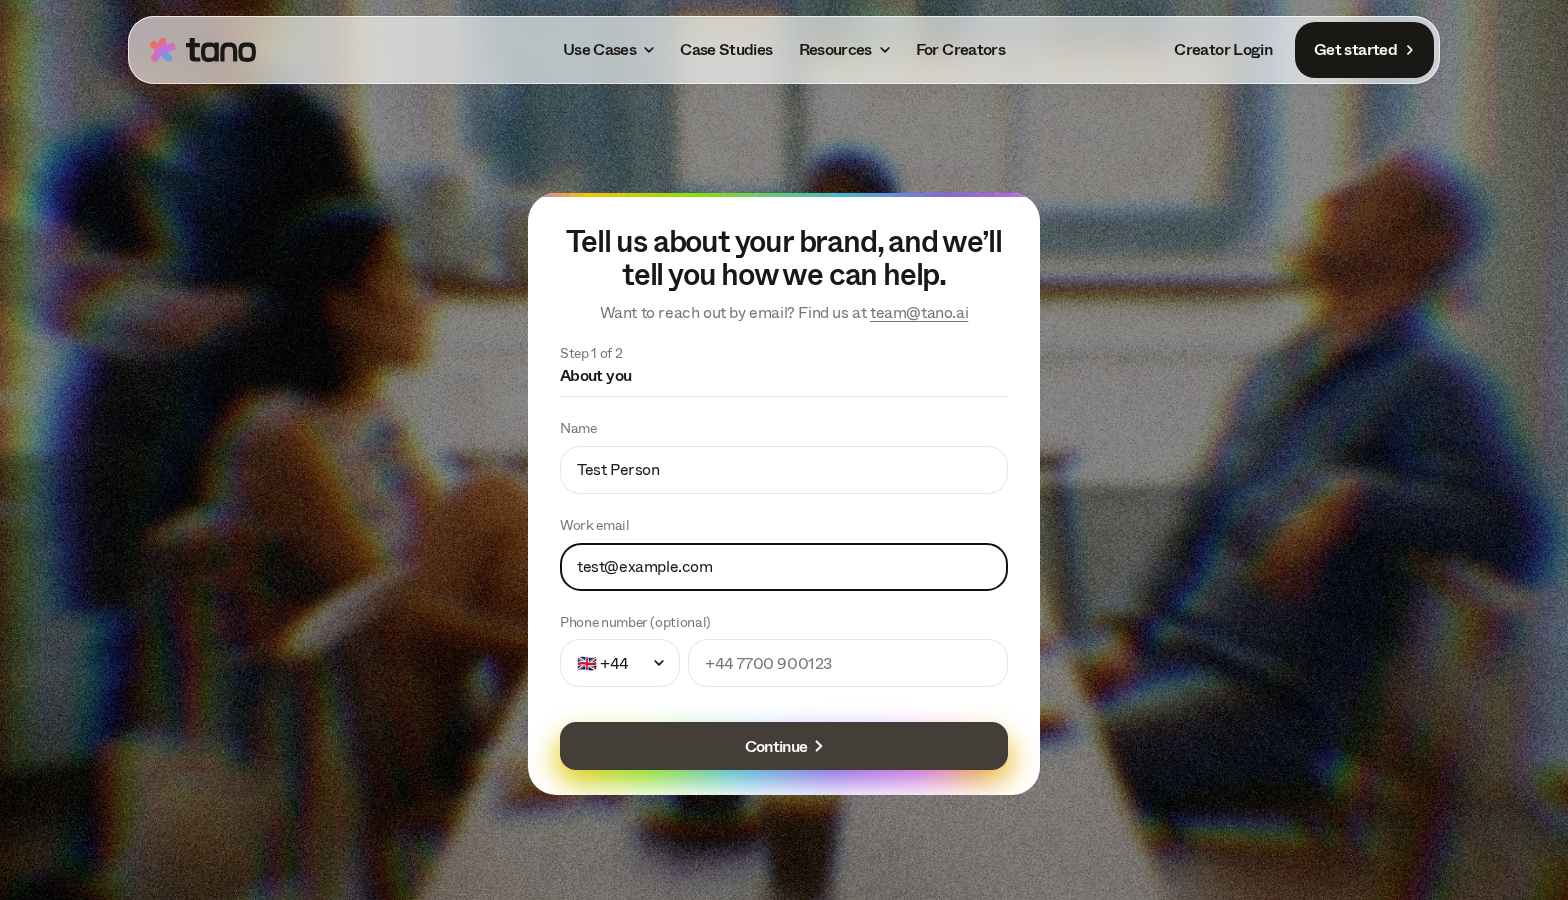 tano
Use Cases
Case Studies
Resources
For Creators
Creator Login
Get started
Tell us about your brand, and we’ll
tell you how we can help.
Want to reach out by email? Find us at team@tano.ai
Step 1 of 2
About you
Name
Test Person
Work email
test@example.com
Phone number (optional)
🇬🇧 +44
+44 7700 900123
Continue